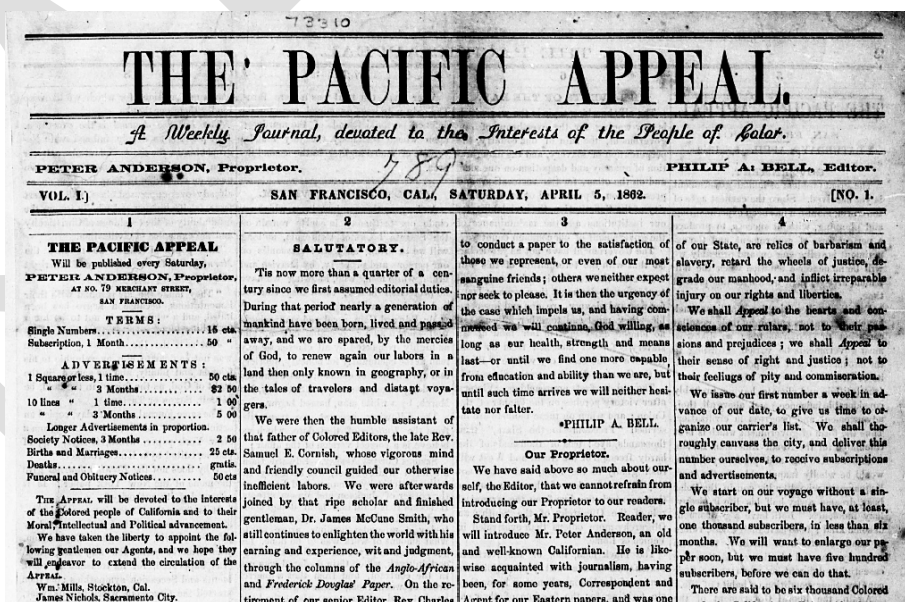 73310
THE PACIFIC APPEAL.
A Weekly Journal, devoted to the Interests of the People of Color.
PETER ANDERSON, Proprietor.
789
PHILIP A. BELL, Editor.
VOL. I.)
SAN FRANCISCO, CAL., SATURDAY, APRIL 5, 1862.
[NO. 1.
1
THE PACIFIC APPEAL
Will be published every Saturday,
PETER ANDERSON, Proprietor,
AT NO. 79 MERCHANT STREET,
SAN FRANCISCO.
TERMS:
Single Numbers.................. 15 cts.
Subscription, 1 Month.......... 50 "
ADVERTISEMENTS:
1 Square or less, 1 time.............. 50 cts.
" " 3 Months............ $2 50
10 lines " 1 time................ 1 00
" " 3 Months............ 5 00
Longer Advertisements in proportion.
Society Notices, 3 Months............ 2 50
Births and Marriages................ 25 cts.
Deaths............................ gratis.
Funeral and Obituery Notices........ 50 cts
THE APPEAL will be devoted to the interests
of the Colored people of California and to their
Moral, Intellectual and Political advancement.
We have taken the liberty to appoint the fol-
lowing gentlemen our Agents, and we hope they
will endeavor to extend the circulation of the
APPEAL.
Wm. Mills, Stockton, Cal.
James Nichols, Sacramento City.
2
SALUTATORY.
'Tis now more than a quarter of a cen-
tury since we first assumed editorial duties.
During that period nearly a generation of
mankind have been born, lived and passed
away, and we are spared, by the mercies
of God, to renew again our labors in a
land then only known in geography, or in
the tales of travelers and distant voya-
gers.
We were then the humble assistant of
that father of Colored Editors, the late Rev.
Samuel E. Cornish, whose vigorous mind
and friendly council guided our otherwise
inefficient labors. We were afterwards
joined by that ripe scholar and finished
gentleman, Dr. James McCune Smith, who
still continues to enlighten the world with his
earning and experience, wit and judgment,
through the columns of the Anglo-African
and Frederick Douglas' Paper. On the re-
tirement of our senior Editor, Rev. Charles
3
to conduct a paper to the satisfaction of
those we represent, or even of our most
sanguine friends; others we neither expect
nor seek to please. It is then the urgency of
the case which impels us, and having com-
menced we will continue, God willing, as
long as our health, strength and means
last—or until we find one more capable
from education and ability than we are, but
until such time arrives we will neither hesi-
tate nor falter.
PHILIP A. BELL.
Our Proprietor.
We have said above so much about our-
self, the Editor, that we cannot refrain from
introducing our Proprietor to our readers.
Stand forth, Mr. Proprietor. Reader, we
will introduce Mr. Peter Anderson, an old
and well-known Californian. He is like-
wise acquainted with journalism, having
been, for some years, Correspondent and
Agent for our Eastern papers, and was one
4
of our State, are relics of barbarism and
slavery, retard the wheels of justice, de-
grade our manhood, and inflict irreparable
injury on our rights and liberties.
We shall Appeal to the hearts and con-
sciences of our rulars, not to their pas-
sions and prejudices; we shall Appeal to
their sense of right and justice; not to
their feeliugs of pity and commiseration.
We issue our first number a week in ad-
vance of our date, to give us time to or-
ganize our carrier's list. We shall tho-
roughly canvass the city, and deliver this
number ourselves, to receive subscriptions
and advertisements.
We start on our voyage without a sin-
gle subscriber, but we must have, at least,
one thousand subscribers, in less than six
months. We will want to enlarge our pa-
per soon, but we must have five hundred
subscribers, before we can do that.
There are said to be six thousand Colored